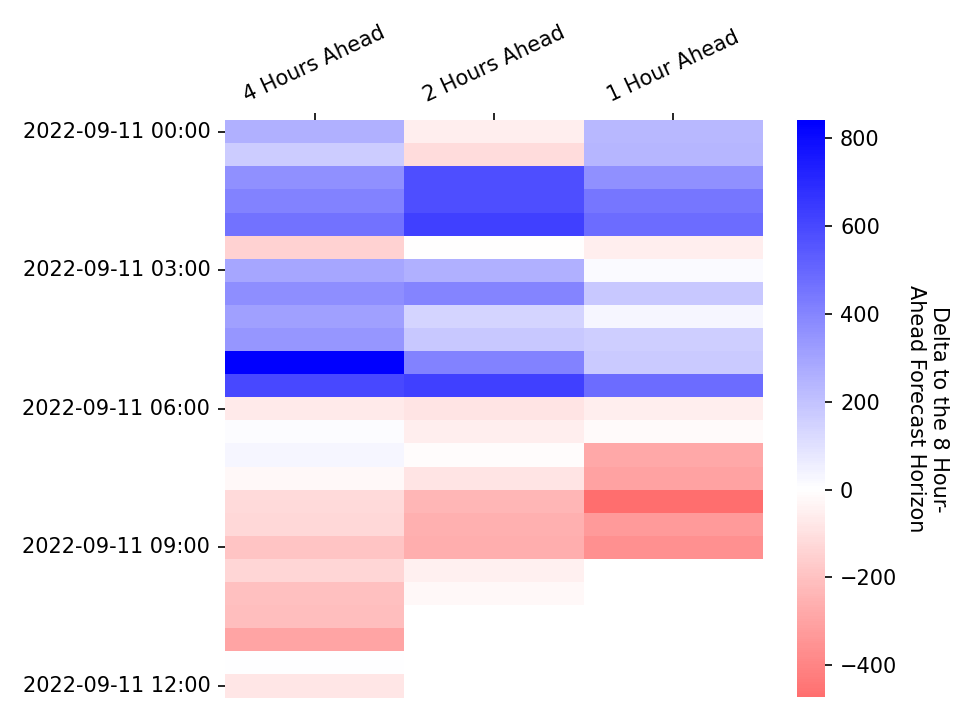 4 Hours Ahead
2 Hours Ahead
1 Hour Ahead
2022-09-11 00:00
2022-09-11 03:00
2022-09-11 06:00
2022-09-11 09:00
2022-09-11 12:00
800
600
400
200
0
−200
−400
Delta to the 8 Hour-
Ahead Forecast Horizon